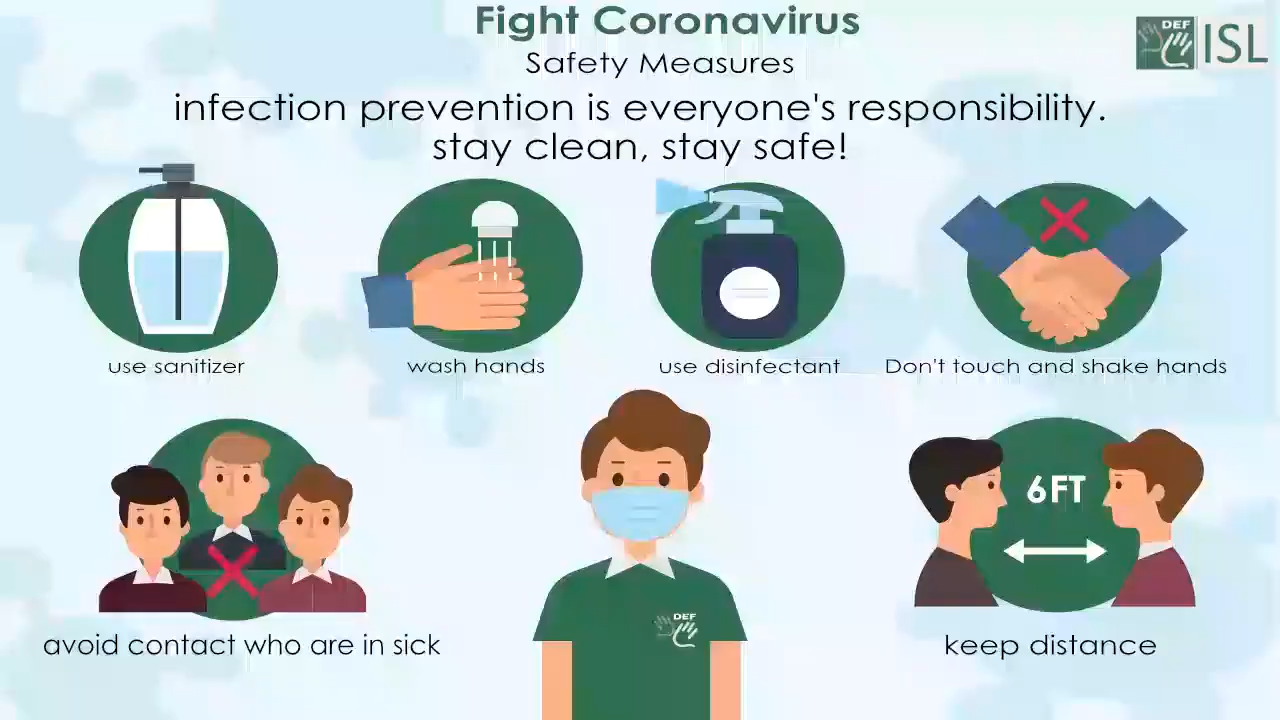 Fight Coronavirus
DEF
ISL
Safety Measures
infection prevention is everyone's responsibility.
stay clean, stay safe!
use sanitizer
wash hands
use disinfectant
Don't touch and shake hands
6FT
DEF
avoid contact who are in sick
keep distance